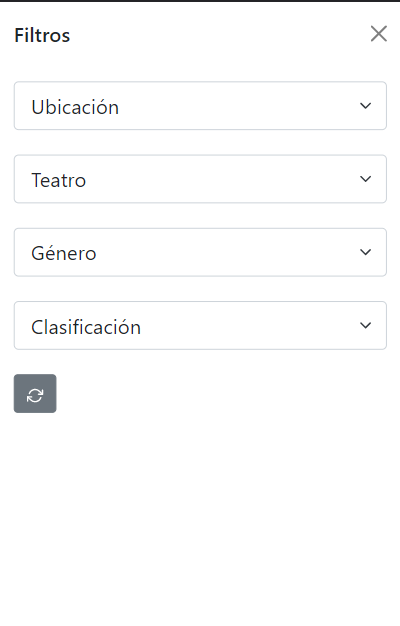 Filtros
Ubicación
Teatro
Género
Clasificación